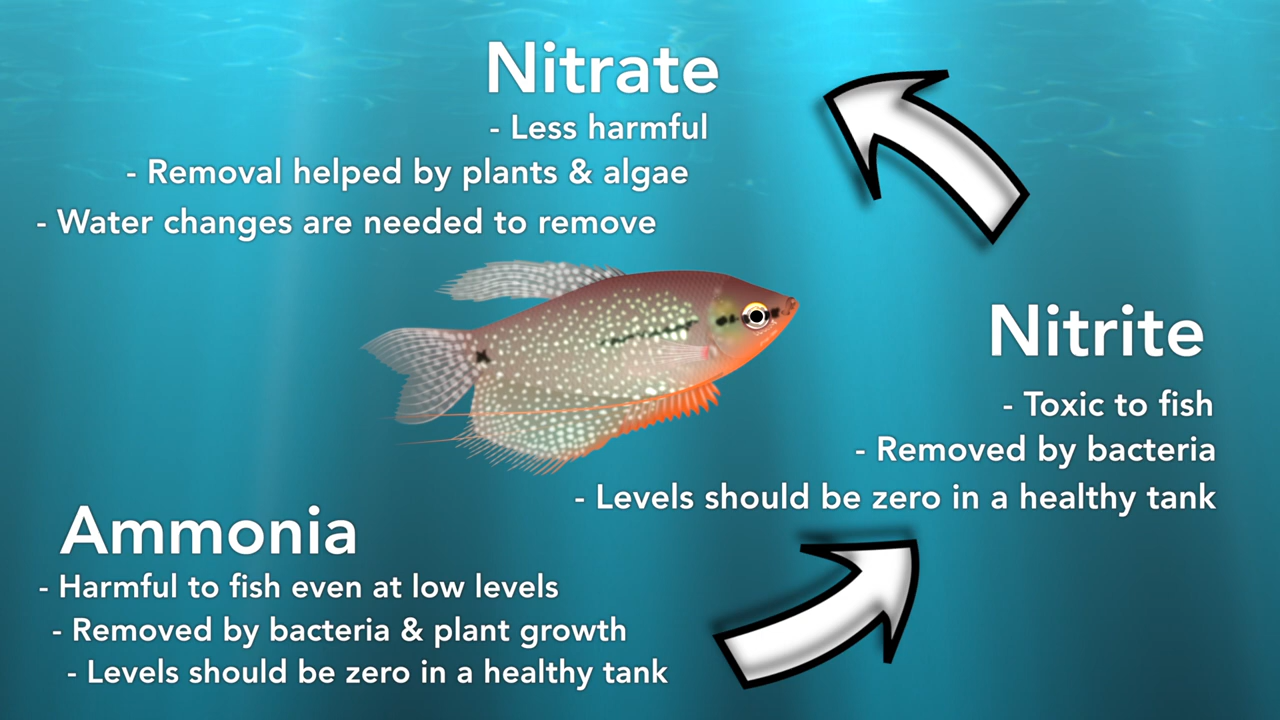 Nitrate
- Less harmful
- Removal helped by plants & algae
- Water changes are needed to remove
Nitrite
- Toxic to fish
- Removed by bacteria
- Levels should be zero in a healthy tank
Ammonia
- Harmful to fish even at low levels
- Removed by bacteria & plant growth
- Levels should be zero in a healthy tank